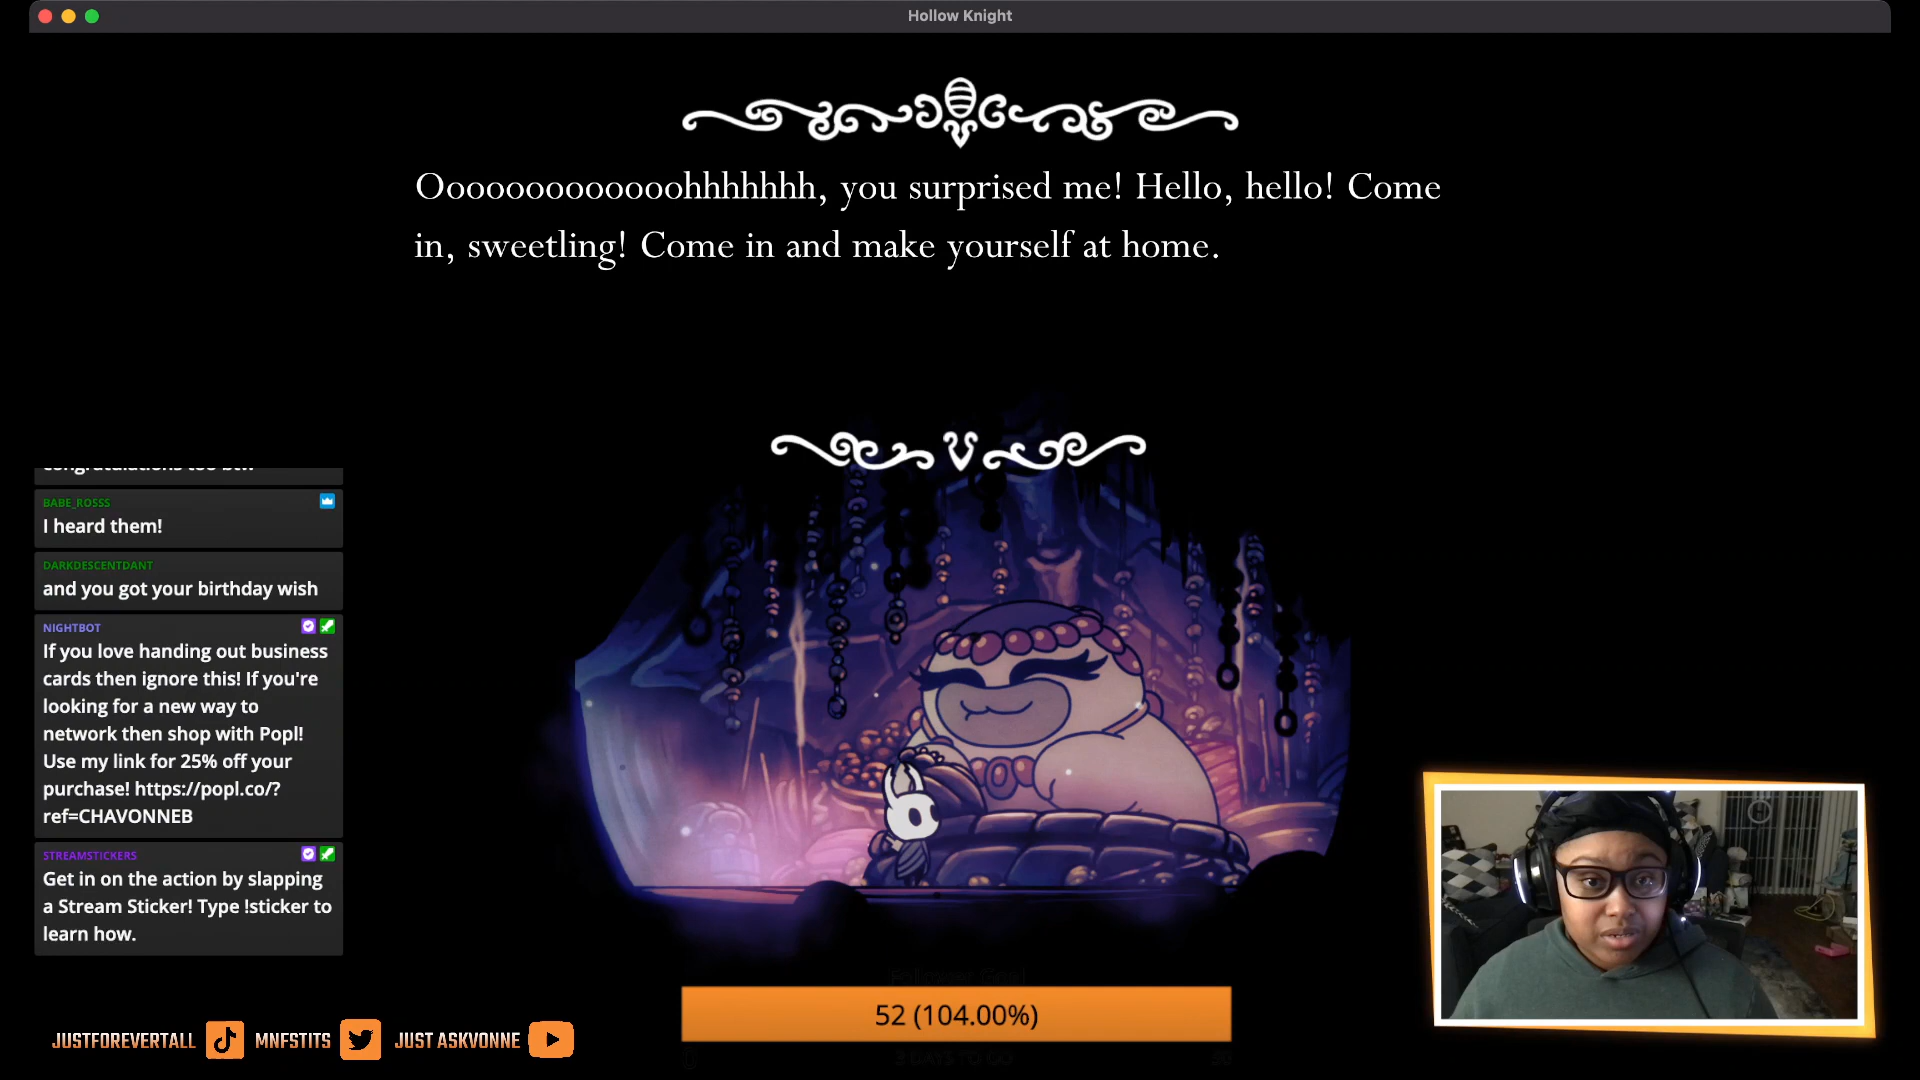 Hollow Knight
Oooooooooooohhhhhhh, you surprised me! Hello, hello! Come
in, sweetling! Come in and make yourself at home.
BABE_ROSSS
I heard them!
DARKDESCENTDANT
and you got your birthday wish
NIGHTBOT
If you love handing out business
cards then ignore this! If you're
looking for a new way to
network then shop with Popl!
Use my link for 25% off your
purchase! https://popl.co/?
ref=CHAVONNEB
STREAMSTICKERS
Get in on the action by slapping
a Stream Sticker! Type !sticker to
learn how.
52 (104.00%)
JUSTFOREVERTALL
MNFSTITS
JUST ASKVONNE